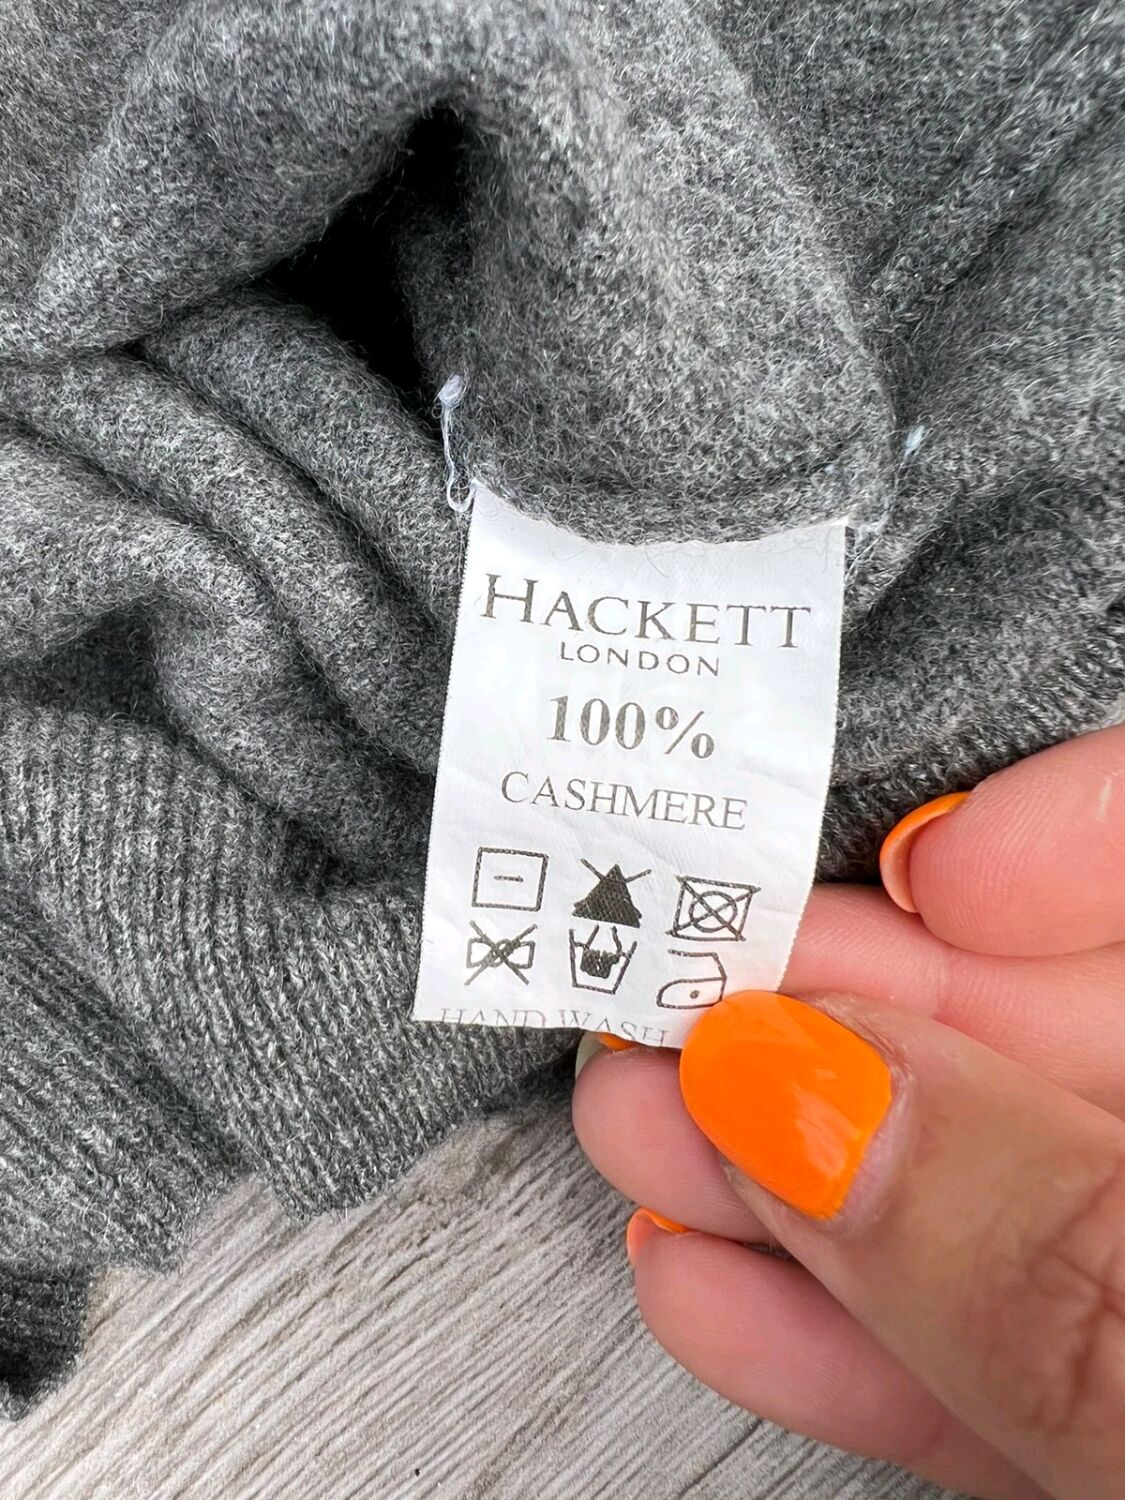 HACKETT
LONDON
100%
CASHMERE
HAND WASH